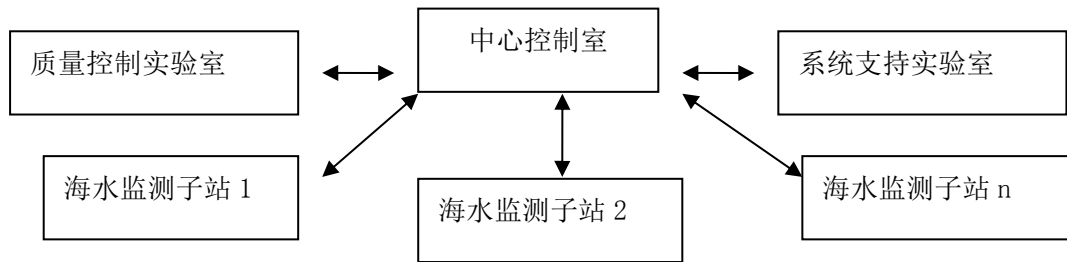 中心控制室
质量控制实验室
系统支持实验室
海水监测子站 1
海水监测子站 2
海水监测子站 n